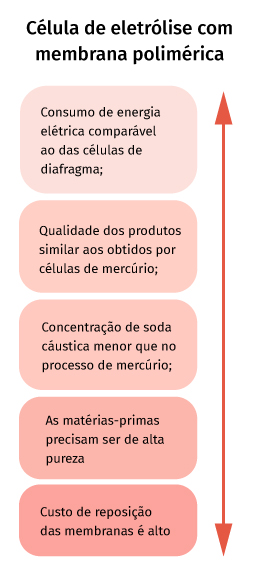 Célula de eletrólise com
membrana polimérica
Consumo de energia
elétrica comparável
ao das células de
diafragma;
Qualidade dos produtos
similar aos obtidos por
células de mercúrio;
Concentração de soda
cáustica menor que no
processo de mercúrio;
As matérias-primas
precisam ser de alta
pureza
Custo de reposição
das membranas é alto